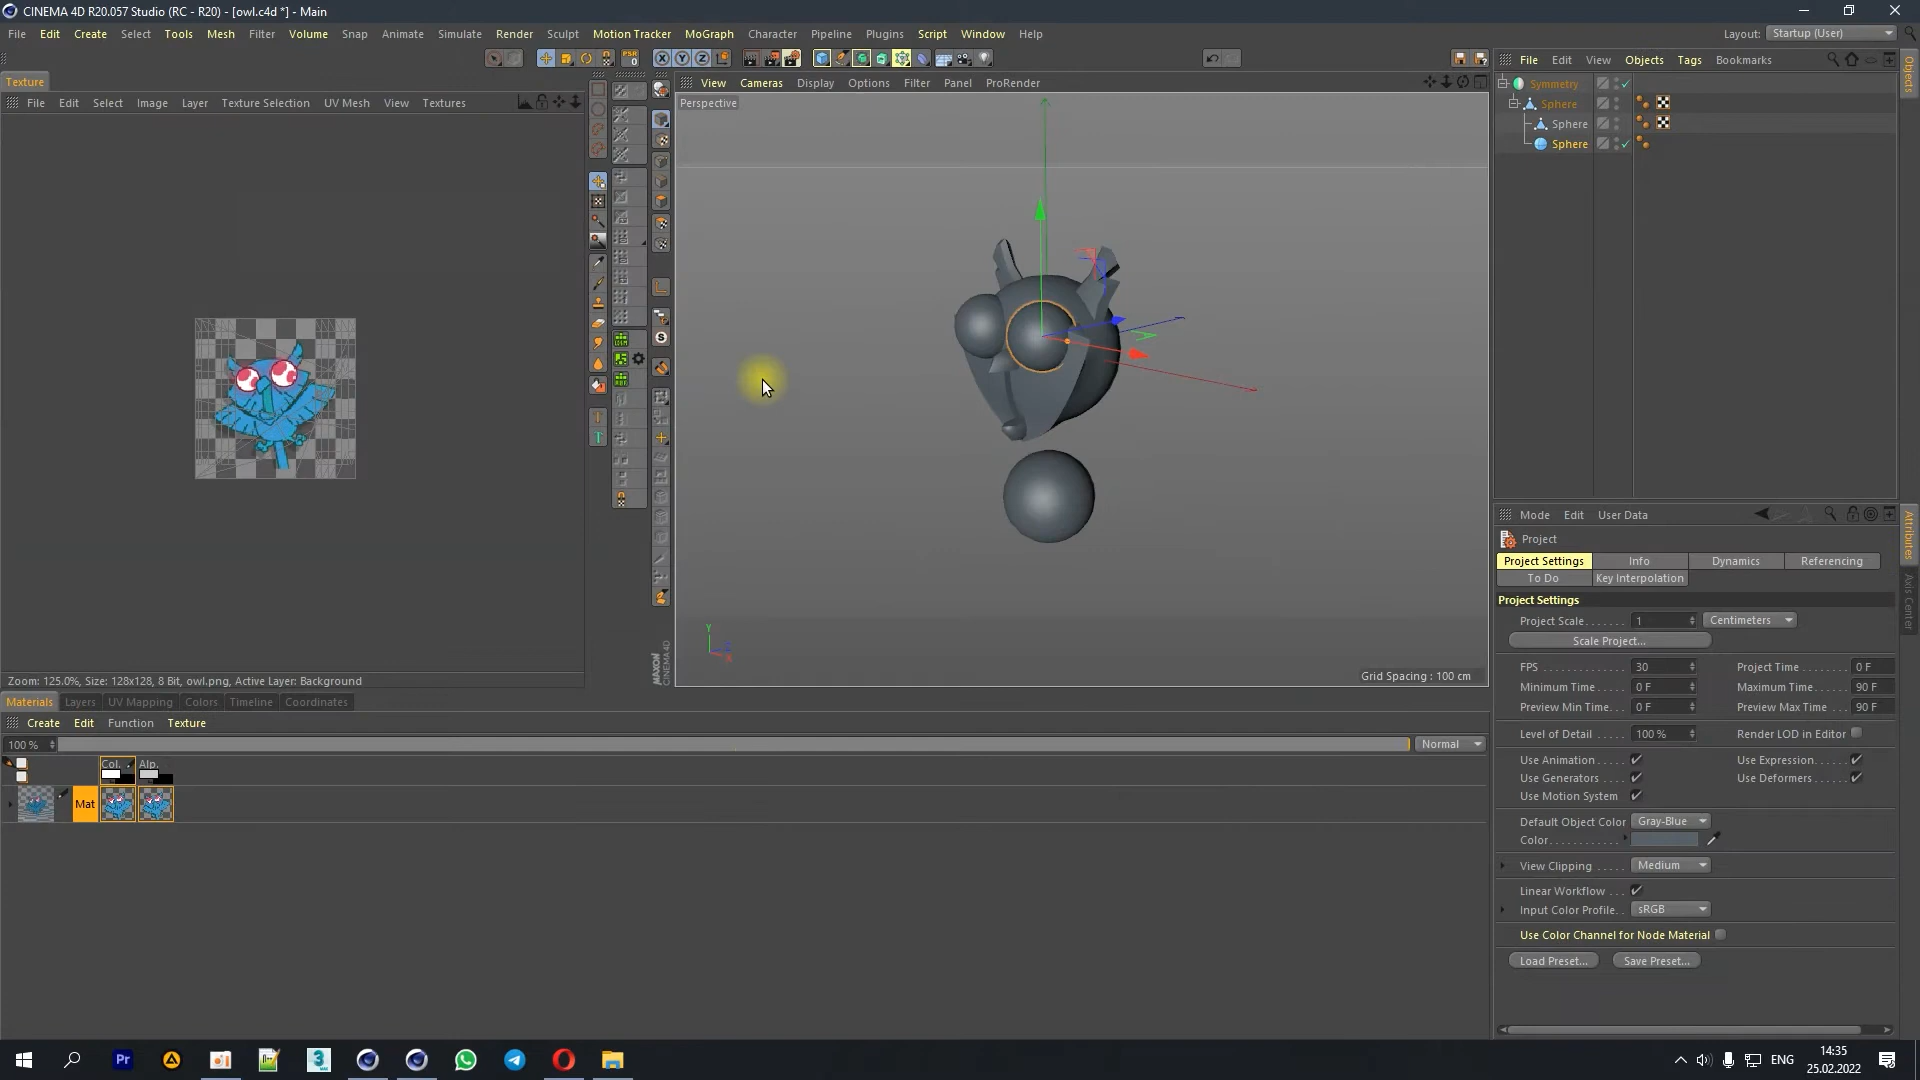 CINEMA 4D R20.057 Studio (RC - R20) - [owl.c4d *] - Main
File Edit Create Select Tools Mesh Filter Volume Snap Animate Simulate Render Sculpt Motion Tracker MoGraph Character Pipeline Plugins Script Window Help
Layout: Startup (User)
PSR
0
X Y Z
Texture
File Edit Select Image Layer Texture Selection UV Mesh View Textures
View Cameras Display Options Filter Panel ProRender
Perspective
File Edit View Objects Tags Bookmarks
Symmetry
Sphere
Sphere
Sphere
Objects
Y
X
MAXON
CINEMA4D
Grid Spacing : 100 cm
Zoom: 125.0%, Size: 128x128, 8 Bit, owl.png, Active Layer: Background
Materials Layers UV Mapping Colors Timeline Coordinates
Create Edit Function Texture
100 %
Normal
Col. Alp.
Mat
Mode Edit User Data
Attributes
Axis Center
Project
Project Settings Info Dynamics Referencing
To Do Key Interpolation
Project Settings
Project Scale....... 1 Centimeters
Scale Project...
FPS 30 Project Time 0 F
Minimum Time..... 0 F Maximum Time.... 90 F
Preview Min Time... 0 F Preview Max Time ... 90 F
Level of Detail ..... 100 % Render LOD in Editor
Use Animation Use Expression
Use Generators Use Deformers
Use Motion System
Default Object Color Gray-Blue
Color
View Clipping ..... Medium
Linear Workflow ...
Input Color Profile. . sRGB
Use Color Channel for Node Material
Load Preset... Save Preset...
Pr
ENG
14:35
25.02.2022